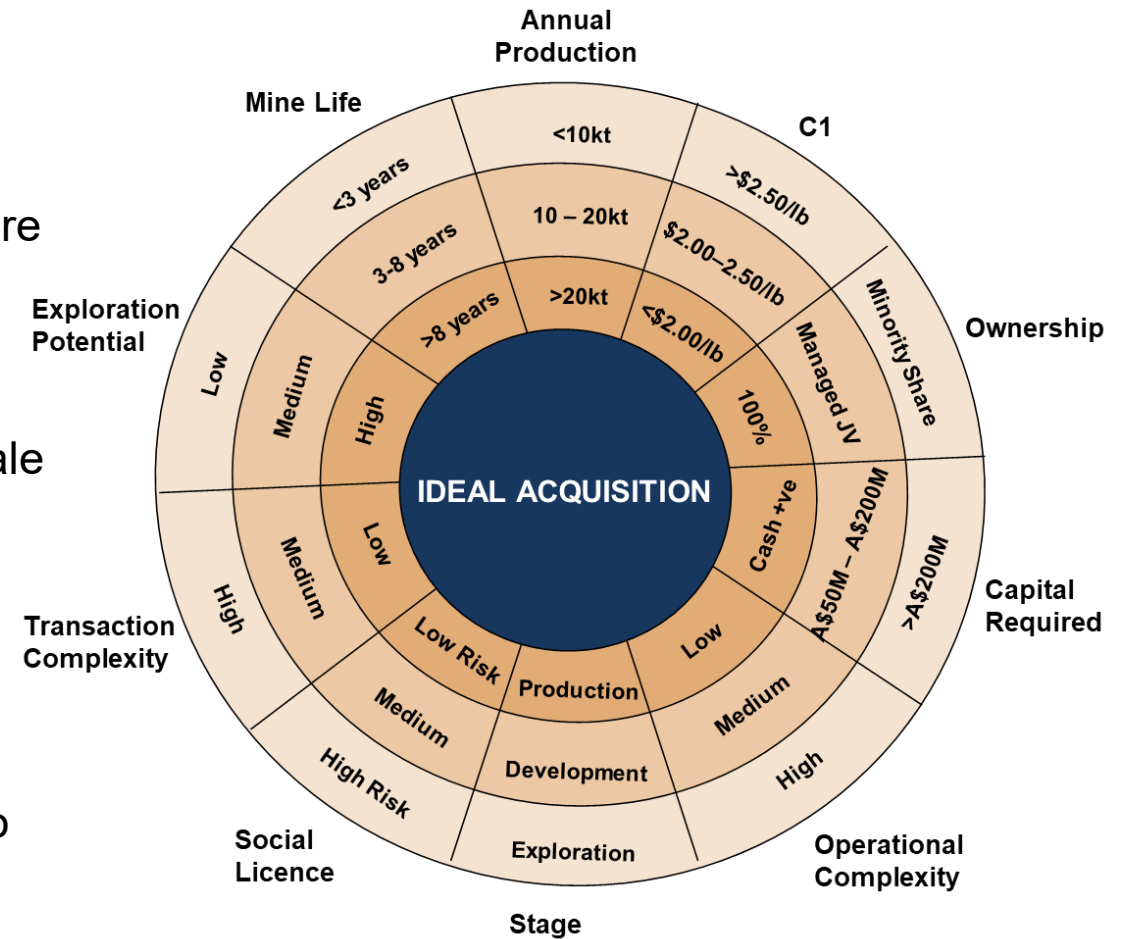 Annual
Production
<10kt
10 – 20kt
>20kt
C1
>$2.50/lb
$2.00–2.50/lb
<$2.00/lb
Ownership
Minority Share
Managed JV
100%
Capital
Required
>A$200M
A$50M – A$200M
Cash +ve
Operational
Complexity
High
Medium
Low
Stage
Exploration
Development
Production
Social
Licence
High Risk
Medium
Low Risk
Transaction
Complexity
High
Medium
Low
Exploration
Potential
Low
Medium
High
Mine Life
<3 years
3-8 years
>8 years
IDEAL ACQUISITION
re
ale